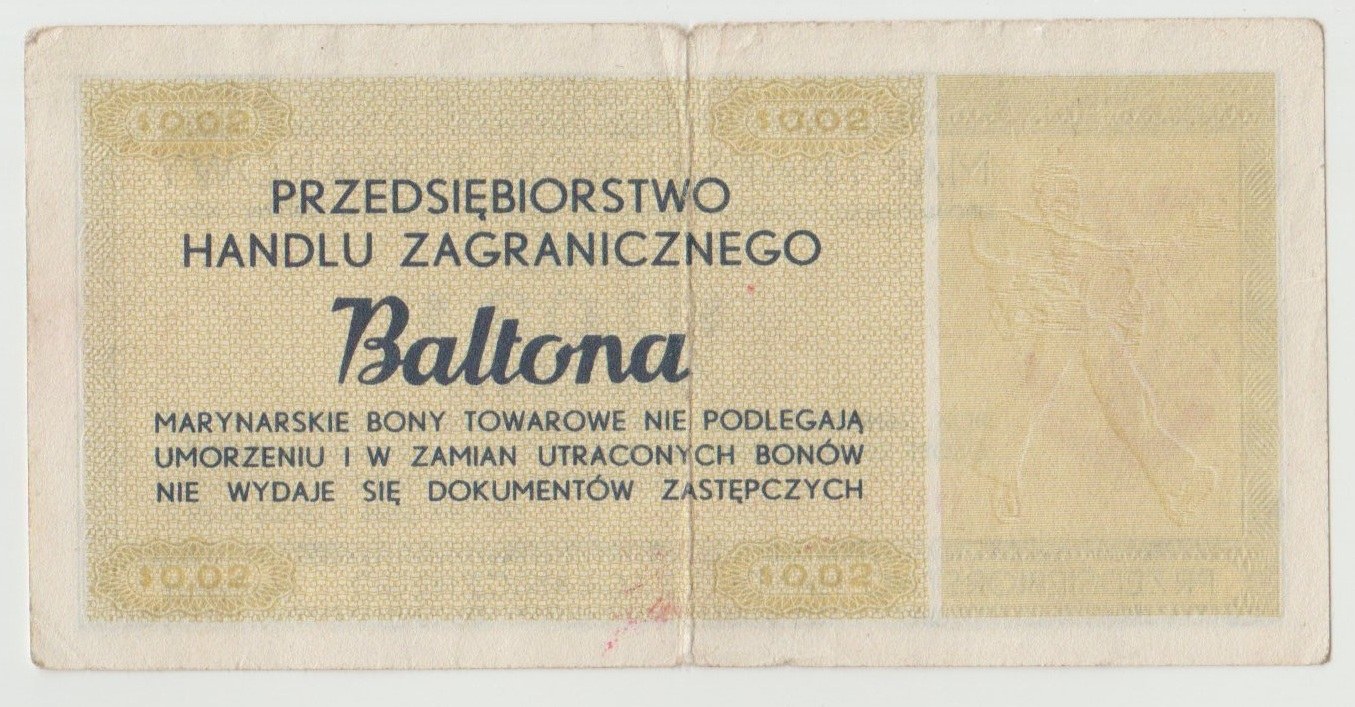 $ 0.02 $ 0.02
PRZEDSIĘBIORSTWO
HANDLU ZAGRANICZNEGO
Baltona
MARYNARSKIE BONY TOWAROWE NIE PODLEGAJĄ
UMORZENIU I W ZAMIAN UTRACONYCH BONÓW
NIE WYDAJE SIĘ DOKUMENTÓW ZASTĘPCZYCH
$ 0.02 $ 0.02